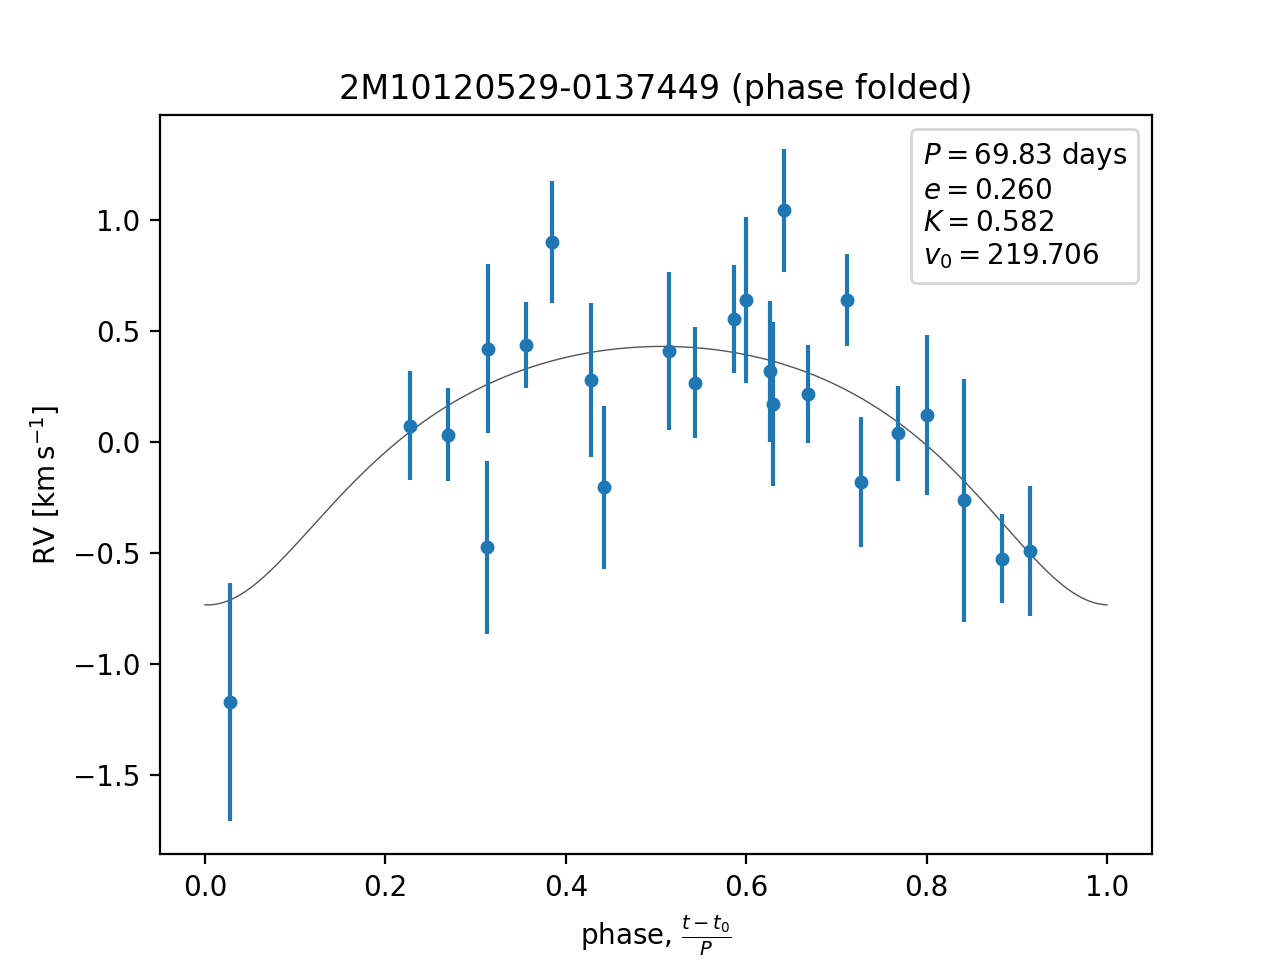 2M10120529-0137449 (phase folded)
P = 69.83 days
e = 0.260
K = 0.582
v₀ = 219.706
1.0
0.5
0.0
−0.5
−1.0
−1.5
RV [km s⁻¹]
0.0 0.2 0.4 0.6 0.8 1.0
phase, (t − t₀)/P